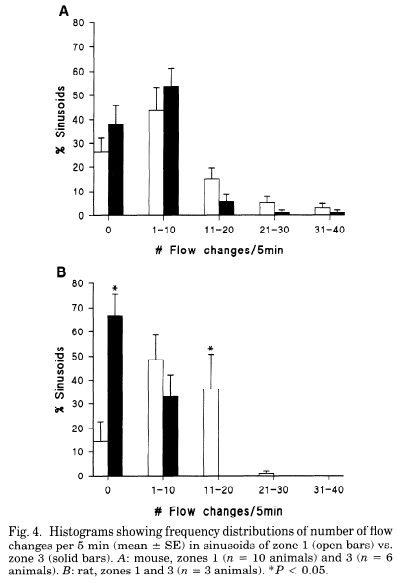 A
80
70
60
50
40
30
20
10
0
% Sinusoids
0 1-10 11-20 21-30 31-40
# Flow changes/5min
B
80
70
60
50
40
30
20
10
0
% Sinusoids
*
*
0 1-10 11-20 21-30 31-40
# Flow changes/5min
Fig. 4. Histograms showing frequency distributions of number of flow
changes per 5 min (mean ± SE) in sinusoids of zone 1 (open bars) vs.
zone 3 (solid bars). A: mouse, zones 1 (n = 10 animals) and 3 (n = 6
animals). B: rat, zones 1 and 3 (n = 3 animals). *P < 0.05.